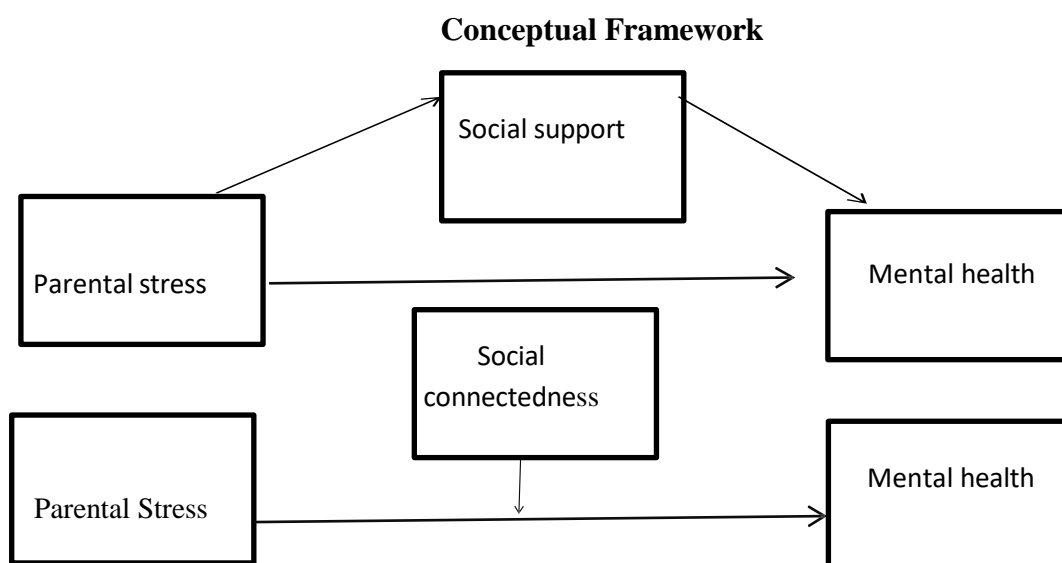 Conceptual Framework
Social support
Parental stress
Mental health
Social
connectedness
Parental Stress
Mental health